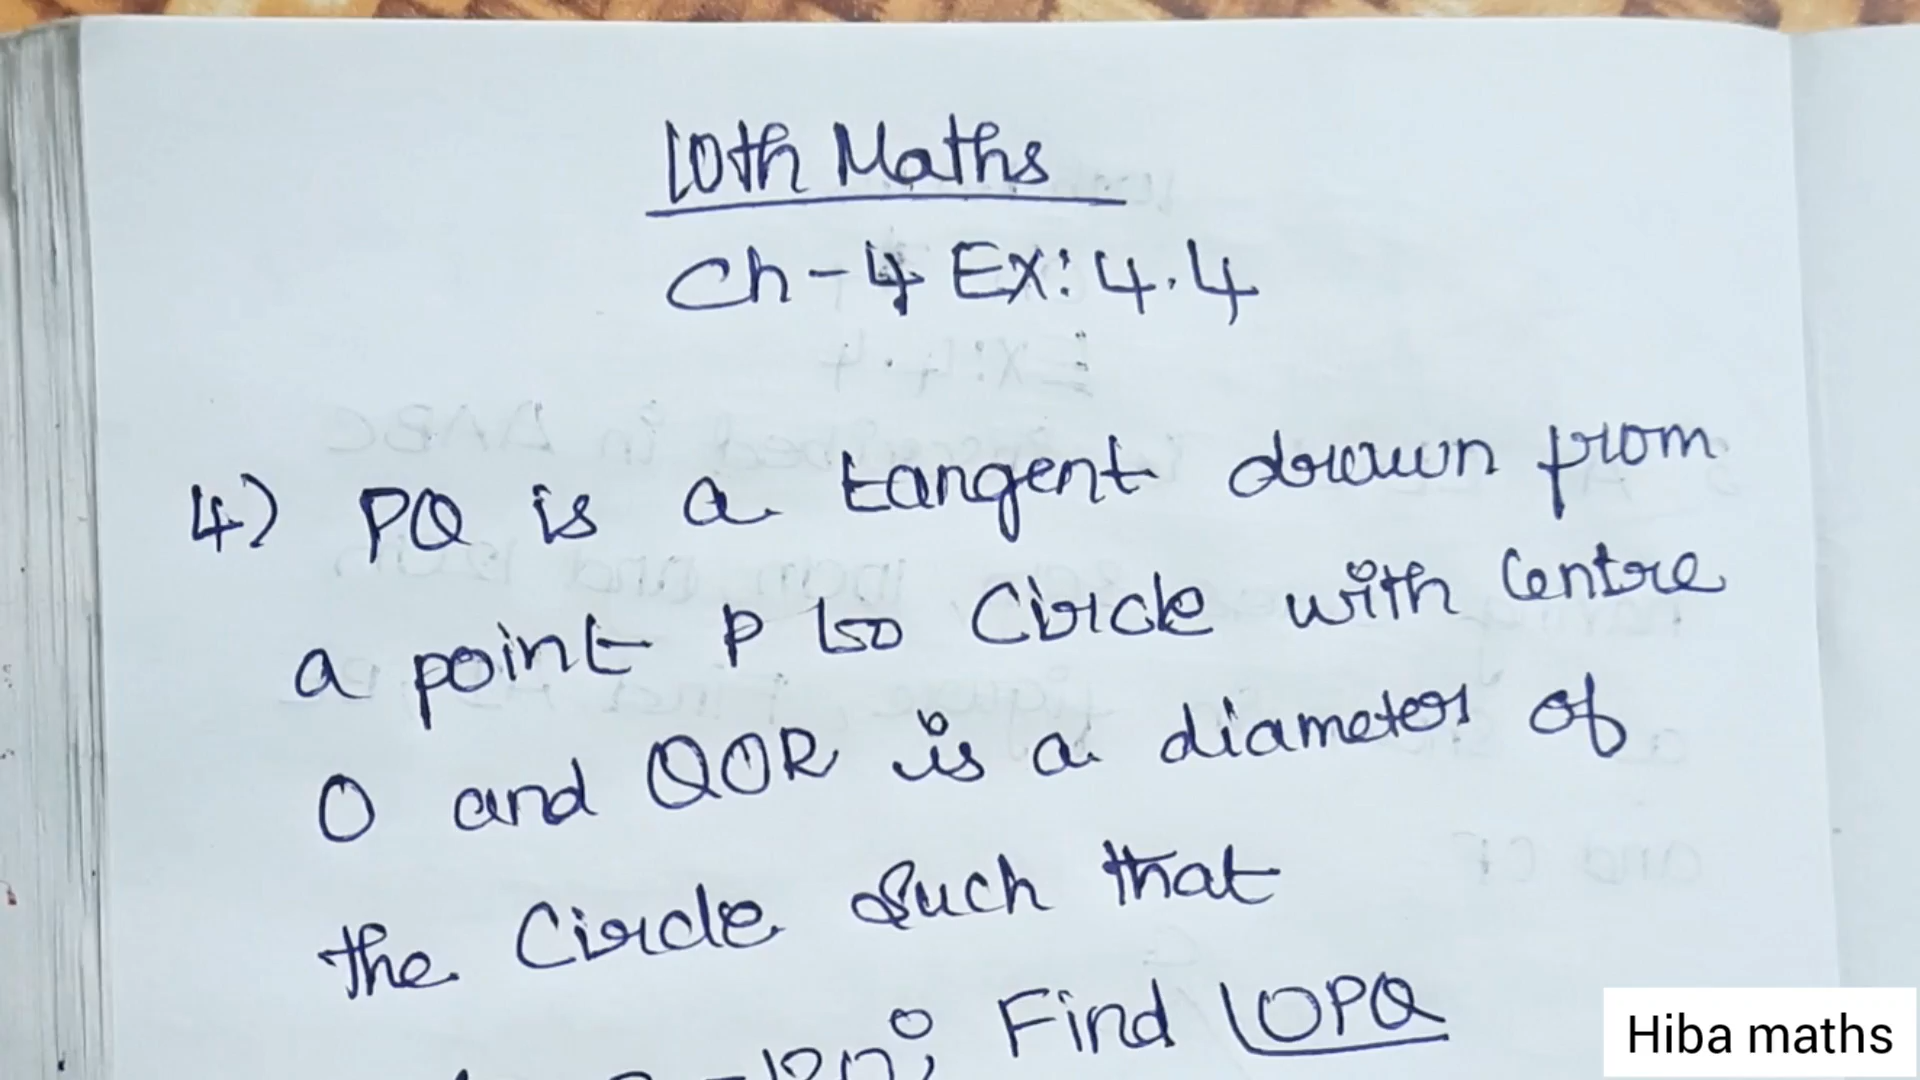 10th Maths
Ch-4 Ex: 4.4
4) PQ is a tangent drawn from
a point P to Circle with Centre
O and QOR is a diameter of
the Circle such that
Find ∠OPQ
Hiba maths